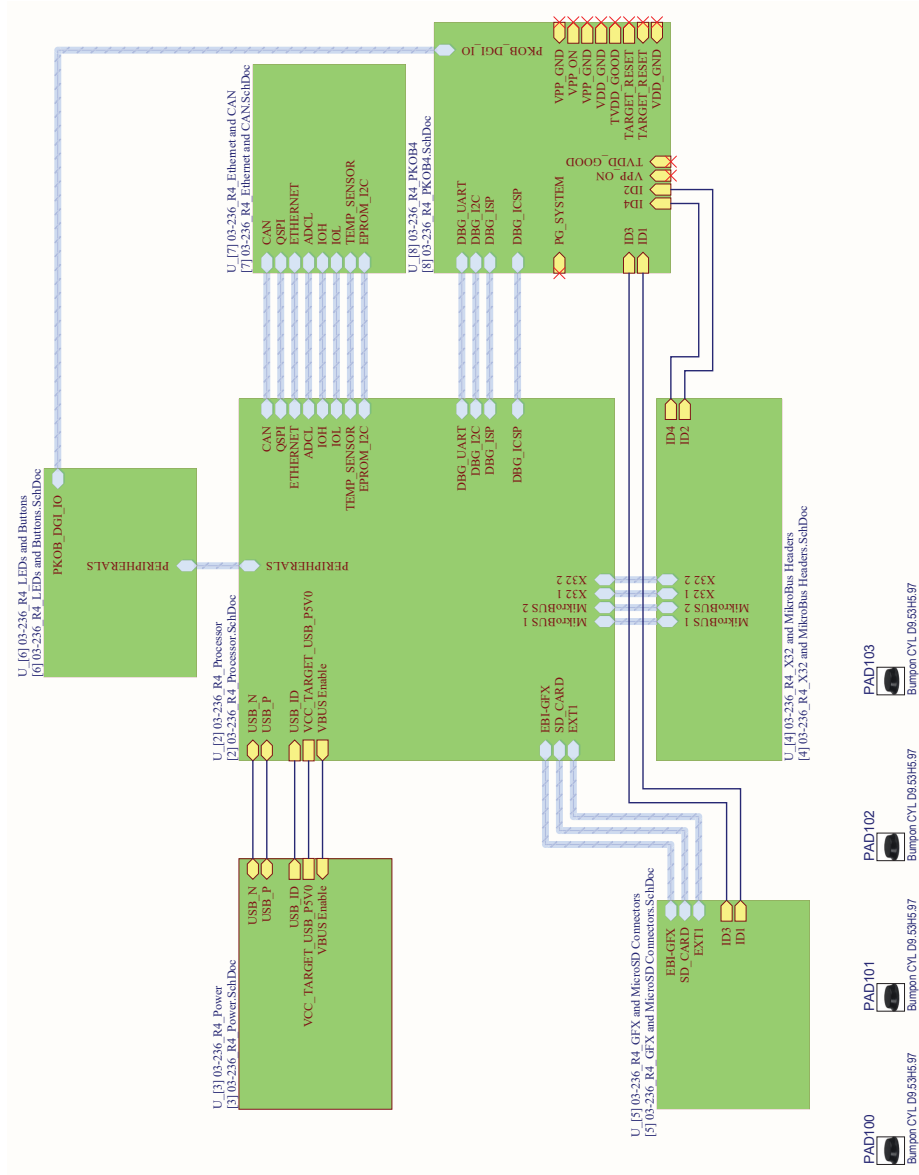 U_[6] 03-236_R4_LEDs and Buttons
[6] 03-236_R4_LEDs and Buttons.SchDoc
PKOB_DGI_IO
PERIPHERALS
U_[3] 03-236_R4_Power
[3] 03-236_R4_Power.SchDoc
USB_N
USB_P
USB_ID
VCC_TARGET_USB_P5V0
VBUS Enable
U_[2] 03-236_R4_Processor
[2] 03-236_R4_Processor.SchDoc
USB_N
USB_P
USB_ID
VCC_TARGET_USB_P5V0
VBUS Enable
PERIPHERALS
CAN
QSPI
ETHERNET
ADCL
IOH
IOL
TEMP_SENSOR
EPROM_I2C
DBG_UART
DBG_I2C
DBG_ISP
DBG_ICSP
EBI-GFX
SD_CARD
EXT1
X32 2
X32 1
MikroBUS 2
MikroBUS 1
U_[7] 03-236_R4_Ethernet and CAN
[7] 03-236_R4_Ethernet and CAN.SchDoc
CAN
QSPI
ETHERNET
ADCL
IOH
IOL
TEMP_SENSOR
EPROM_I2C
U_[8] 03-236_R4_PKOB4
[8] 03-236_R4_PKOB4.SchDoc
PKOB_DGI_IO
DBG_UART
DBG_I2C
DBG_ISP
DBG_ICSP
PG_SYSTEM
ID3
ID1
VPP_GND
VPP_ON
VPP_GND
VDD_GND
TVDD_GOOD
TARGET_RESET
TARGET_RESET
VDD_GND
TVDD_GOOD
VPP_ON
ID2
ID4
U_[5] 03-236_R4_GFX and MicroSD Connectors
[5] 03-236_R4_GFX and MicroSD Connectors.SchDoc
EBI-GFX
SD_CARD
EXT1
ID3
ID1
X32 2
X32 1
MikroBUS 2
MikroBUS 1
ID4
ID2
U_[4] 03-236_R4_X32 and MikroBus Headers
[4] 03-236_R4_X32 and MikroBus Headers.SchDoc
PAD100
Bumpon CYL D9.53H5.97
PAD101
Bumpon CYL D9.53H5.97
PAD102
Bumpon CYL D9.53H5.97
PAD103
Bumpon CYL D9.53H5.97